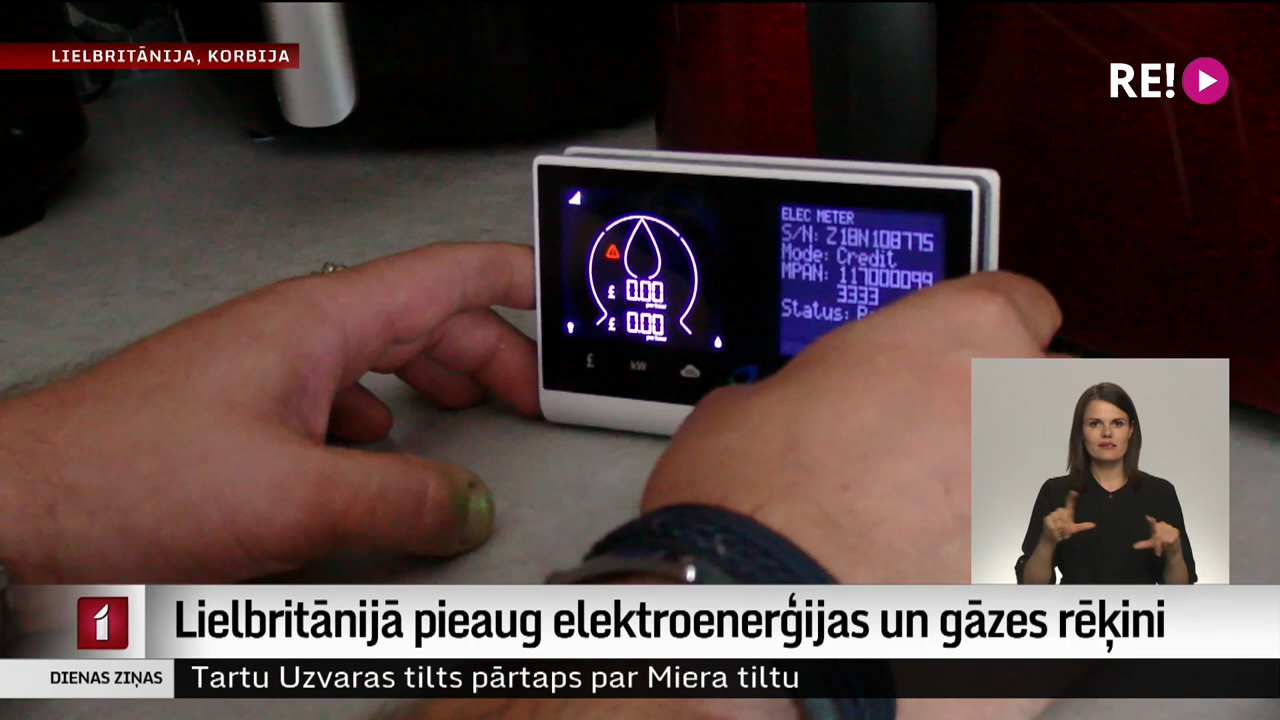 LIELBRITĀNIJA, KORBIJA
RE!
ELEC METER
S/N: Z18N108775
Mode: Credit
MPAN: 117000099
3333
Status:
£ 0.00
£ 0.00
£ kW
1 Lielbritānijā pieaug elektroenerģijas un gāzes rēķini
DIENAS ZIŅAS Tartu Uzvaras tilts pārtaps par Miera tiltu